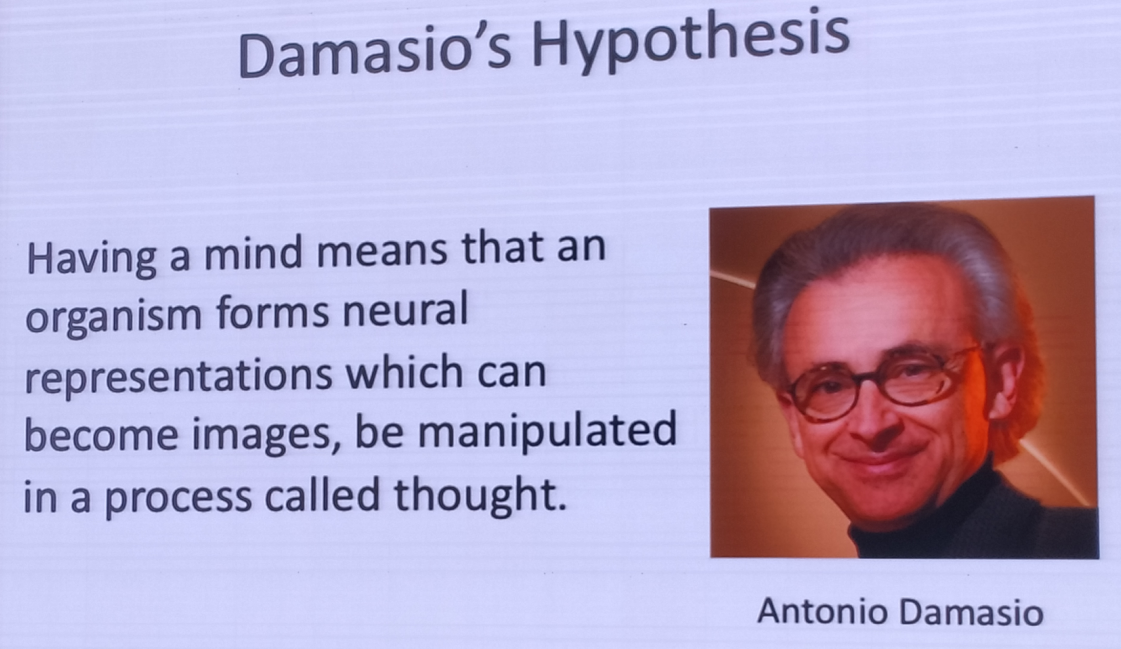 Damasio's Hypothesis
Having a mind means that an
organism forms neural
representations which can
become images, be manipulated
in a process called thought.
Antonio Damasio